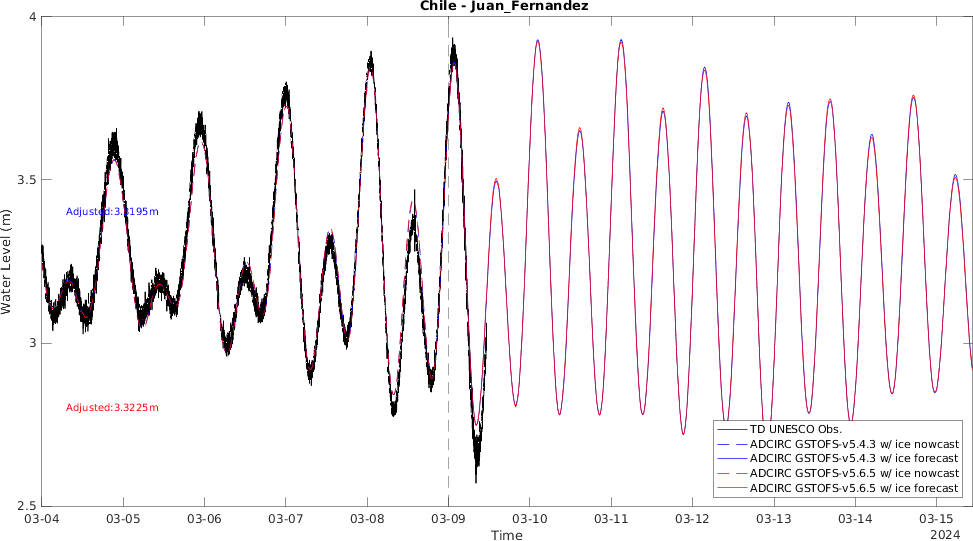 Chile - Juan_Fernandez
4
3.5
3
2.5
Water Level (m)
Adjusted:3.3195m
Adjusted:3.3225m
TD UNESCO Obs.
ADCIRC GSTOFS-v5.4.3 w/ ice nowcast
ADCIRC GSTOFS-v5.4.3 w/ ice forecast
ADCIRC GSTOFS-v5.6.5 w/ ice nowcast
ADCIRC GSTOFS-v5.6.5 w/ ice forecast
03-04 03-05 03-06 03-07 03-08 03-09 03-10 03-11 03-12 03-13 03-14 03-15
Time
2024